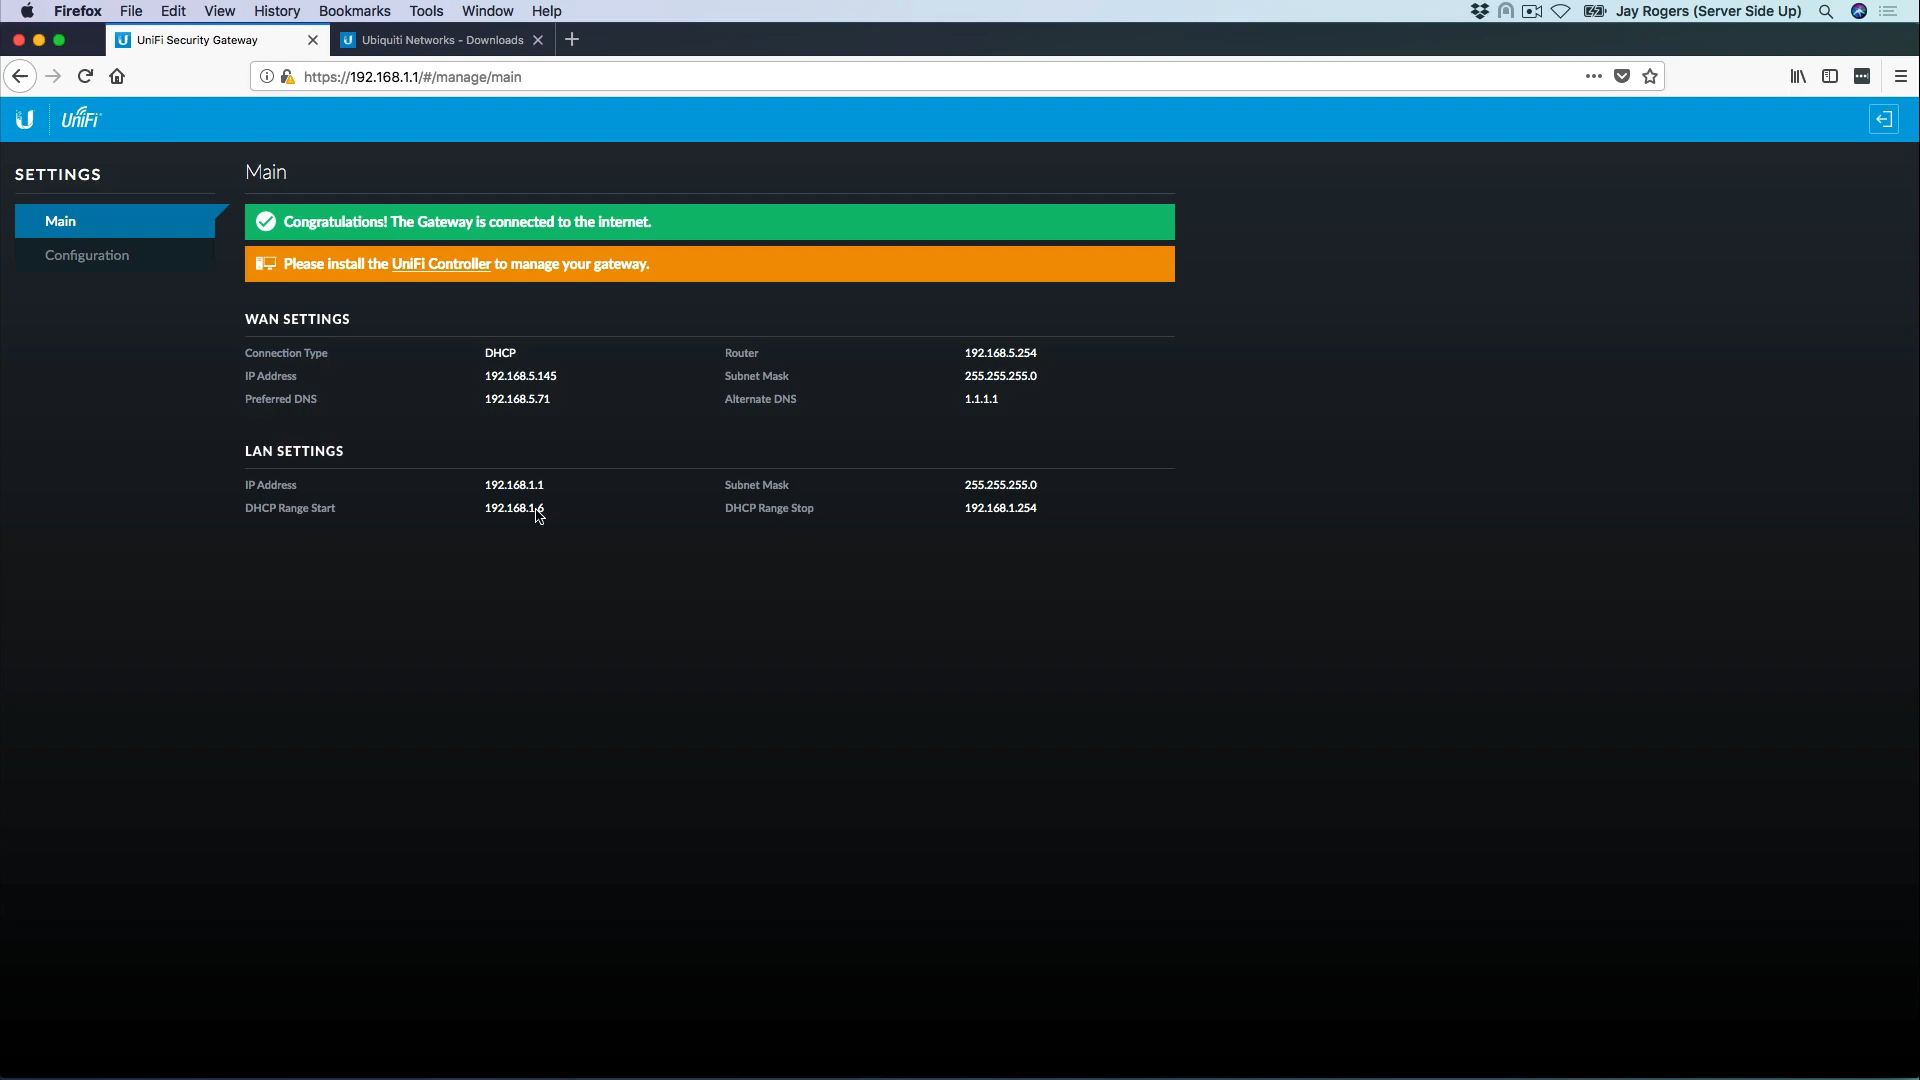 Firefox File Edit View History Bookmarks Tools Window Help Jay Rogers (Server Side Up)
UniFi Security Gateway Ubiquiti Networks - Downloads
https://192.168.1.1/#/manage/main
UniFi
SETTINGS
Main
Configuration
Main
Congratulations! The Gateway is connected to the internet.
Please install the UniFi Controller to manage your gateway.
WAN SETTINGS
Connection Type DHCP Router 192.168.5.254
IP Address 192.168.5.145 Subnet Mask 255.255.255.0
Preferred DNS 192.168.5.71 Alternate DNS 1.1.1.1
LAN SETTINGS
IP Address 192.168.1.1 Subnet Mask 255.255.255.0
DHCP Range Start 192.168.1.6 DHCP Range Stop 192.168.1.254